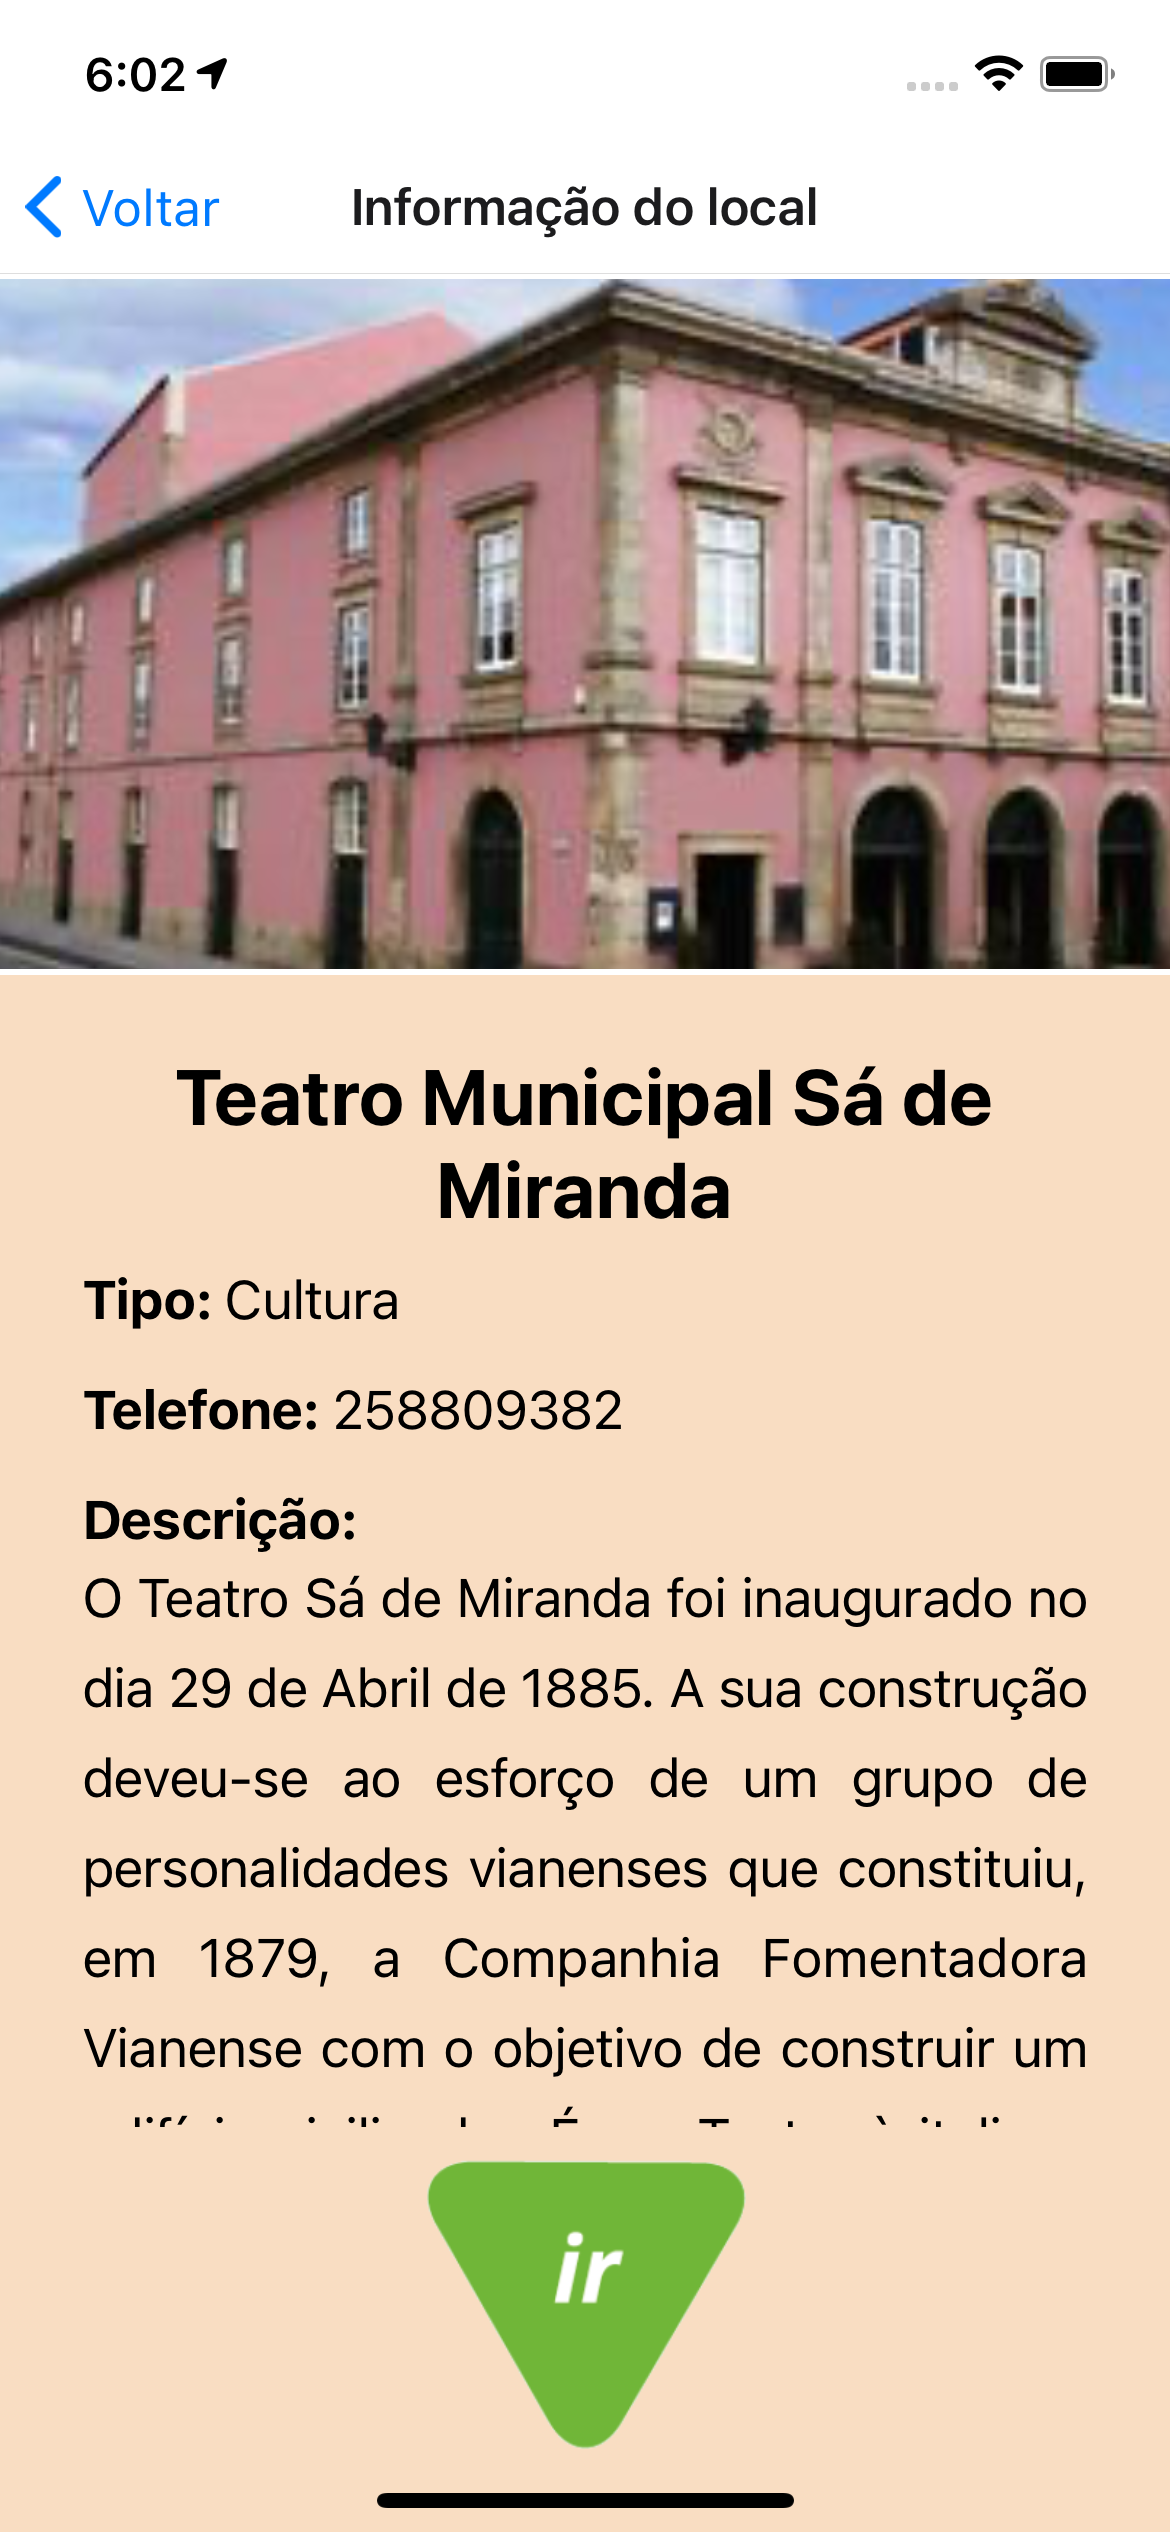 6:02
Voltar
Informação do local
Teatro Municipal Sá de
Miranda
Tipo: Cultura
Telefone: 258809382
Descrição:
O Teatro Sá de Miranda foi inaugurado no
dia 29 de Abril de 1885. A sua construção
deveu-se ao esforço de um grupo de
personalidades vianenses que constituiu,
em 1879, a Companhia Fomentadora
Vianense com o objetivo de construir um
ir